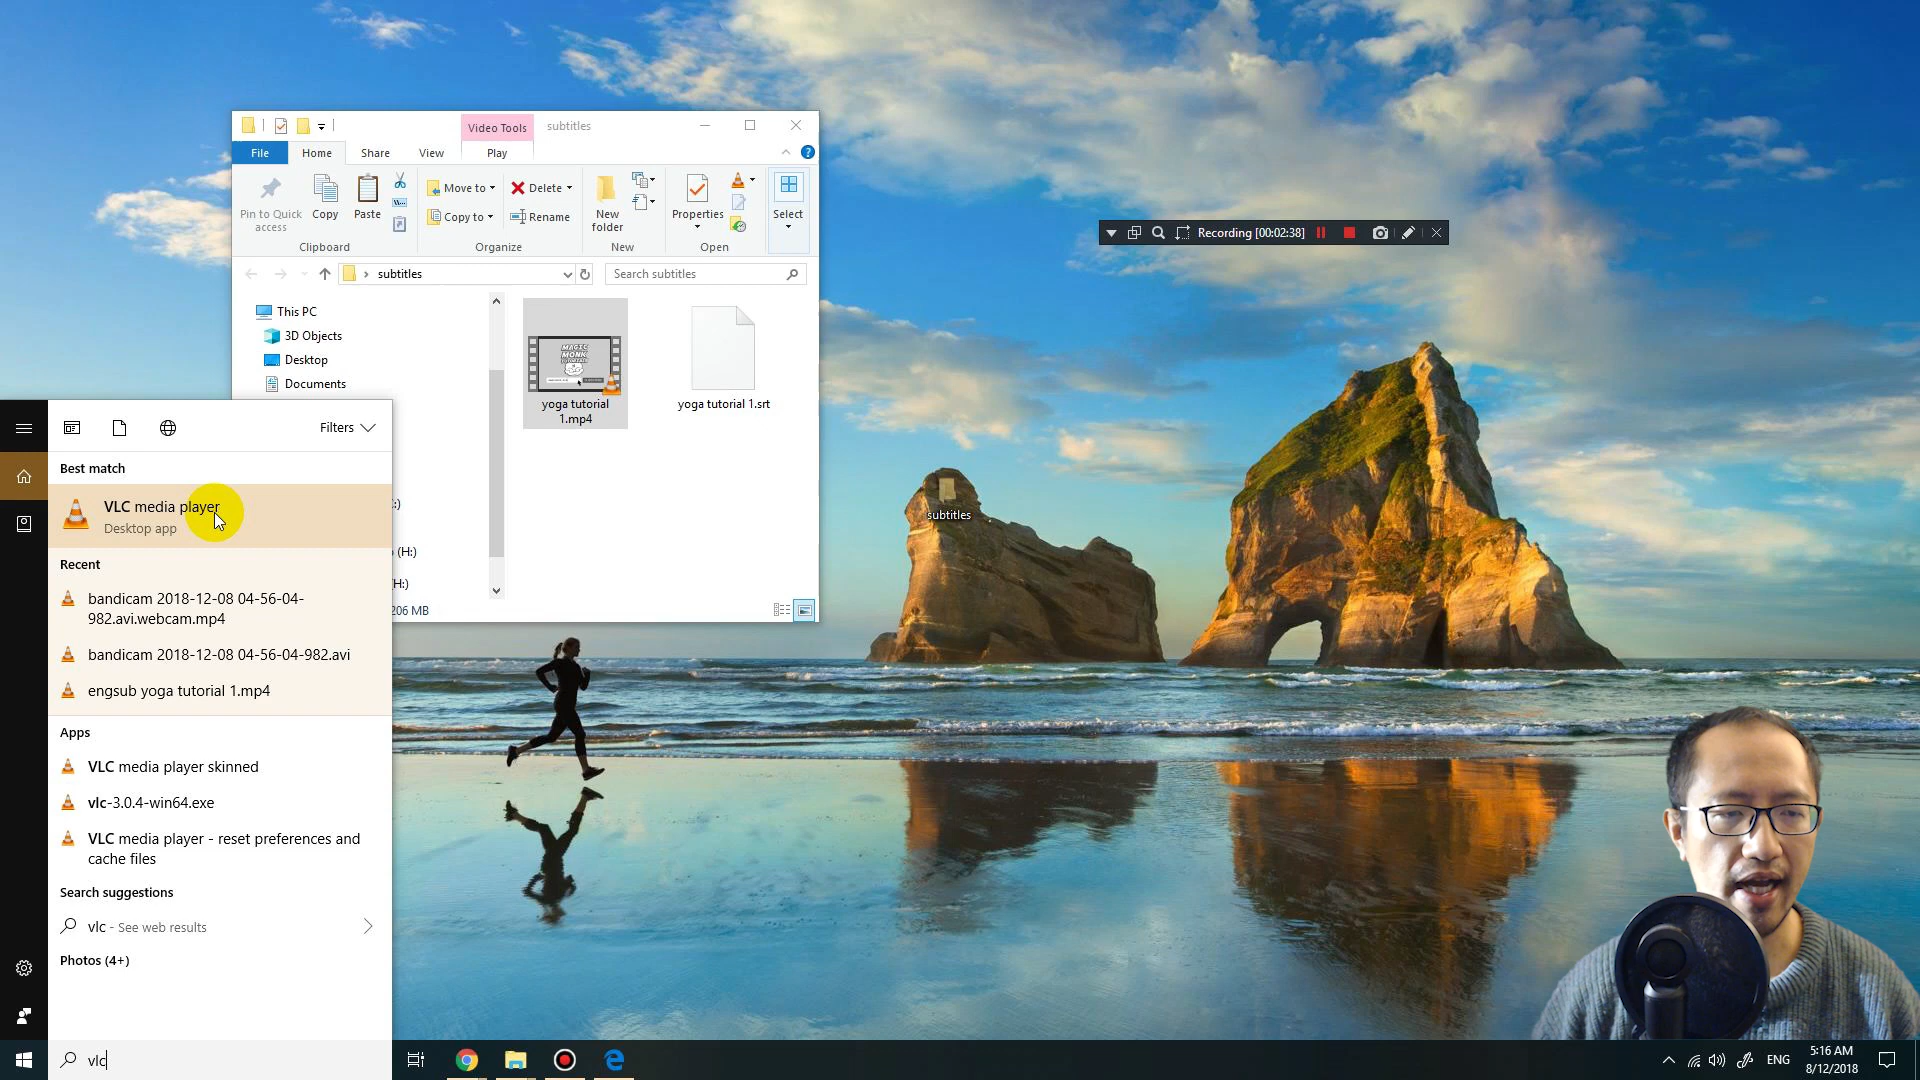 Video Tools
subtitles
File
Home
Share
View
Play
Pin to Quick
access
Copy
Paste
Move to
Copy to
Delete
Rename
New
folder
Properties
Select
Clipboard
Organize
New
Open
subtitles
Search subtitles
This PC
3D Objects
Desktop
Documents
:)
(H:)
(H:)
206 MB
MAGIC
MONK
yoga tutorial
1.mp4
yoga tutorial 1.srt
Recording [00:02:38]
subtitles
Filters
Best match
VLC media player
Desktop app
Recent
bandicam 2018-12-08 04-56-04-
982.avi.webcam.mp4
bandicam 2018-12-08 04-56-04-982.avi
engsub yoga tutorial 1.mp4
Apps
VLC media player skinned
vlc-3.0.4-win64.exe
VLC media player - reset preferences and
cache files
Search suggestions
vlc - See web results
Photos (4+)
vlc
ENG
5:16 AM
8/12/2018